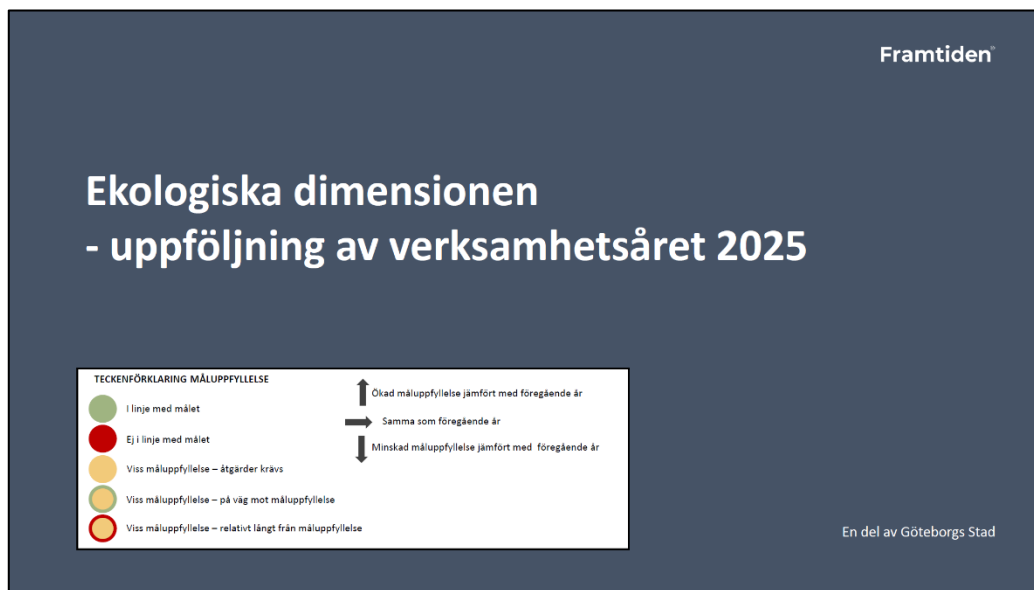 Framtiden
Ekologiska dimensionen
- uppföljning av verksamhetsåret 2025
TECKENFÖRKLARING MÅLUPPFYLLELSE
I linje med målet
Ej i linje med målet
Viss måluppfyllelse – åtgärder krävs
Viss måluppfyllelse – på väg mot måluppfyllelse
Viss måluppfyllelse – relativt långt från måluppfyllelse
Ökad måluppfyllelse jämfört med föregående år
Samma som föregående år
Minskad måluppfyllelse jämfört med föregående år
En del av Göteborgs Stad